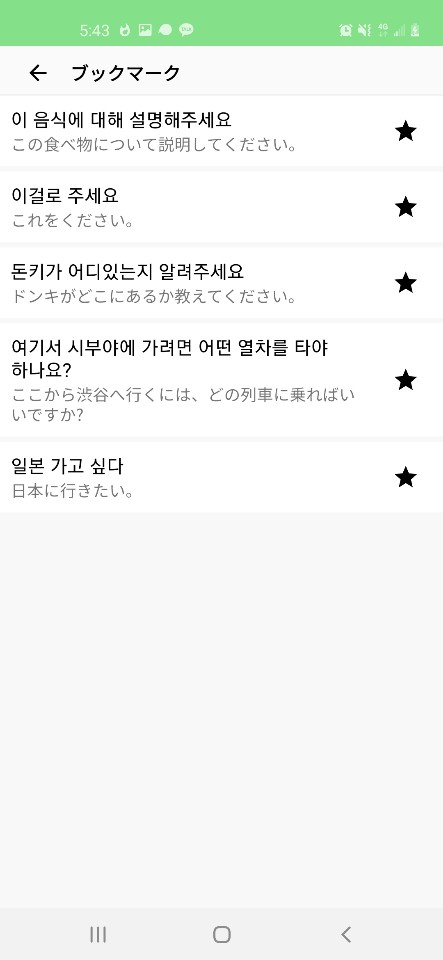 5:43
ブックマーク
이 음식에 대해 설명해주세요
この食べ物について説明してください。
이걸로 주세요
これをください。
돈키가 어디있는지 알려주세요
ドンキがどこにあるか教えてください。
여기서 시부야에 가려면 어떤 열차를 타야
하나요?
ここから渋谷へ行くには、どの列車に乗ればい
いですか?
일본 가고 싶다
日本に行きたい。